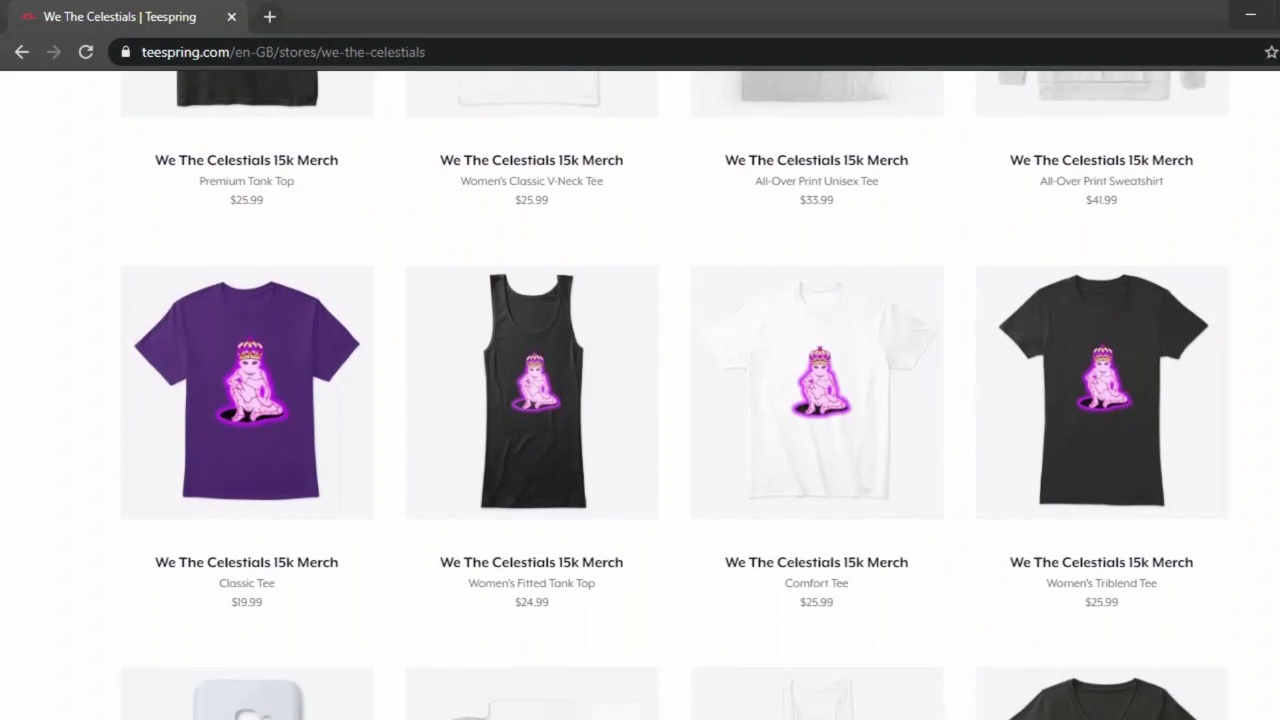 We The Celestials | Teespring
teespring.com/en-GB/stores/we-the-celestials
We The Celestials 15k Merch
Premium Tank Top
$25.99
We The Celestials 15k Merch
Women's Classic V-Neck Tee
$25.99
We The Celestials 15k Merch
All-Over Print Unisex Tee
$33.99
We The Celestials 15k Merch
All-Over Print Sweatshirt
$41.99
We The Celestials 15k Merch
Classic Tee
$19.99
We The Celestials 15k Merch
Women's Fitted Tank Top
$24.99
We The Celestials 15k Merch
Comfort Tee
$25.99
We The Celestials 15k Merch
Women's Triblend Tee
$25.99